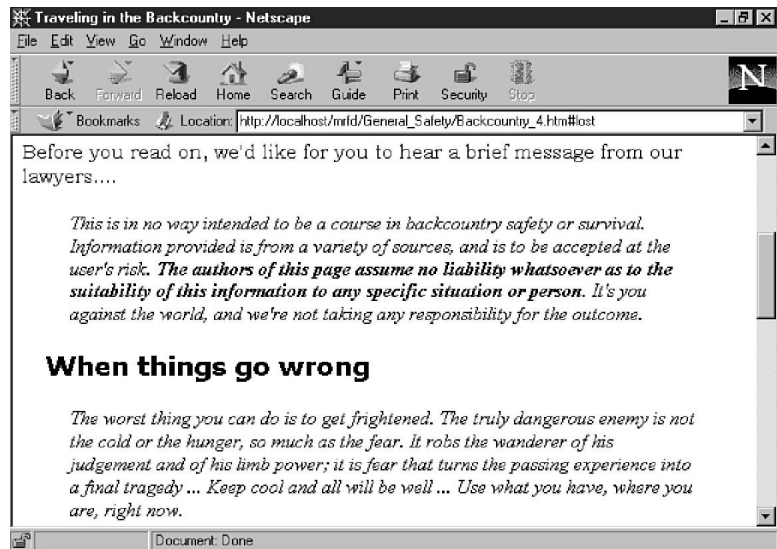 Traveling in the Backcountry - Netscape
File Edit View Go Window Help
Back Forward Reload Home Search Guide Print Security Stop
N
Bookmarks Location: http://localhost/mrfd/General_Safety/Backcountry_4.htm#lost
Before you read on, we'd like for you to hear a brief message from our
lawyers....
This is in no way intended to be a course in backcountry safety or survival.
Information provided is from a variety of sources, and is to be accepted at the
user's risk. The authors of this page assume no liability whatsoever as to the
suitability of this information to any specific situation or person. It's you
against the world, and we're not taking any responsibility for the outcome.
When things go wrong
The worst thing you can do is to get frightened. The truly dangerous enemy is not
the cold or the hunger, so much as the fear. It robs the wanderer of his
judgement and of his limb power; it is fear that turns the passing experience into
a final tragedy ... Keep cool and all will be well ... Use what you have, where you
are, right now.
Document: Done